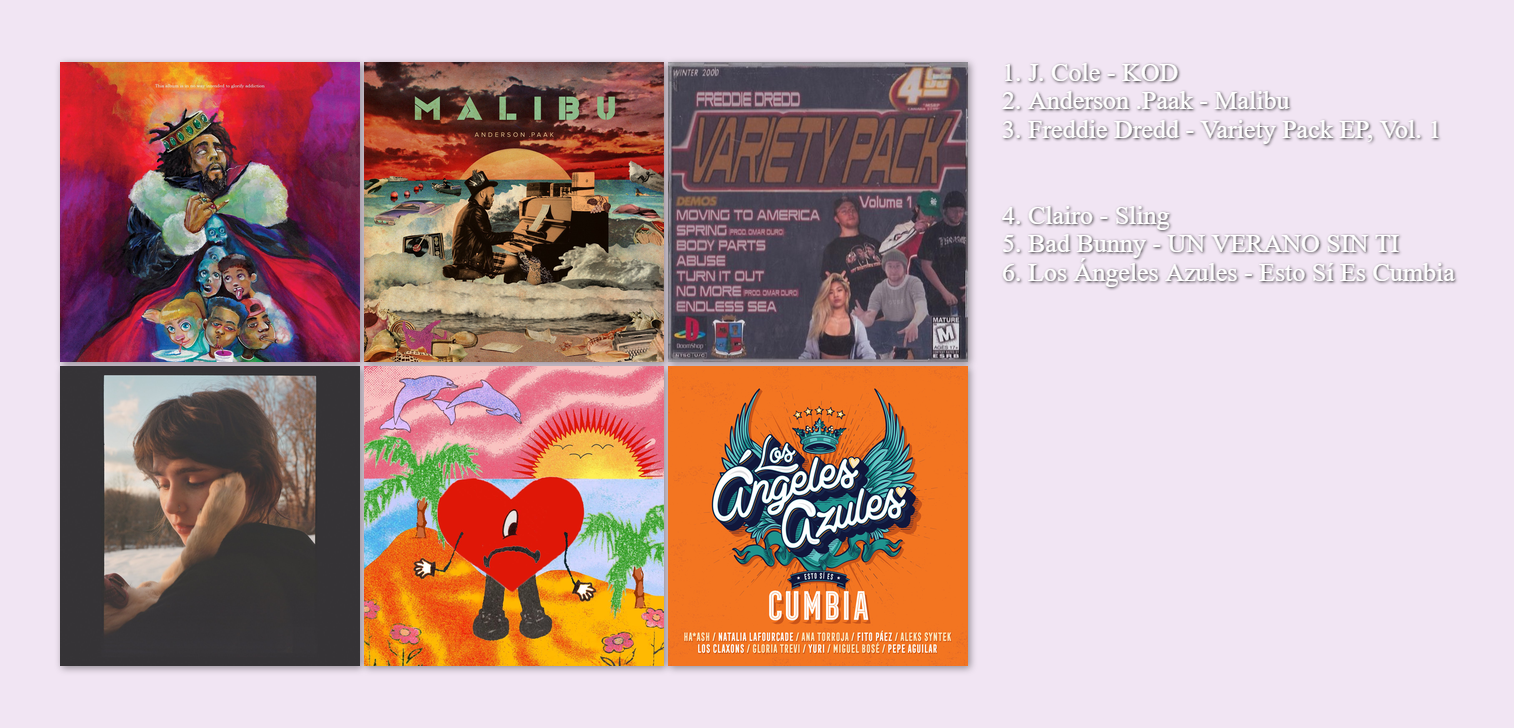 This album is in no way intended to glorify addiction.
MALIBU
ANDERSON .PAAK
WINTER 2000
FREDDIE DREDD
VARIETY PACK
DEMOS
Volume 1
MOVING TO AMERICA
SPRING (PROD. OMAR DURO)
BODY PARTS
ABUSE
TURN IT OUT
NO MORE (PROD. OMAR DURO)
ENDLESS SEA
MATURE
M
AGES 17+
ESRB
Los
Ángeles
Azules
ESTO SÍ ES
CUMBIA
HA*ASH / NATALIA LAFOURCADE / ANA TORROJA / FITO PÁEZ / ALEKS SYNTEK
LOS CLAXONS / GLORIA TREVI / YURI / MIGUEL BOSÉ / PEPE AGUILAR
1. J. Cole - KOD
2. Anderson .Paak - Malibu
3. Freddie Dredd - Variety Pack EP, Vol. 1
4. Clairo - Sling
5. Bad Bunny - UN VERANO SIN TI
6. Los Ángeles Azules - Esto Sí Es Cumbia